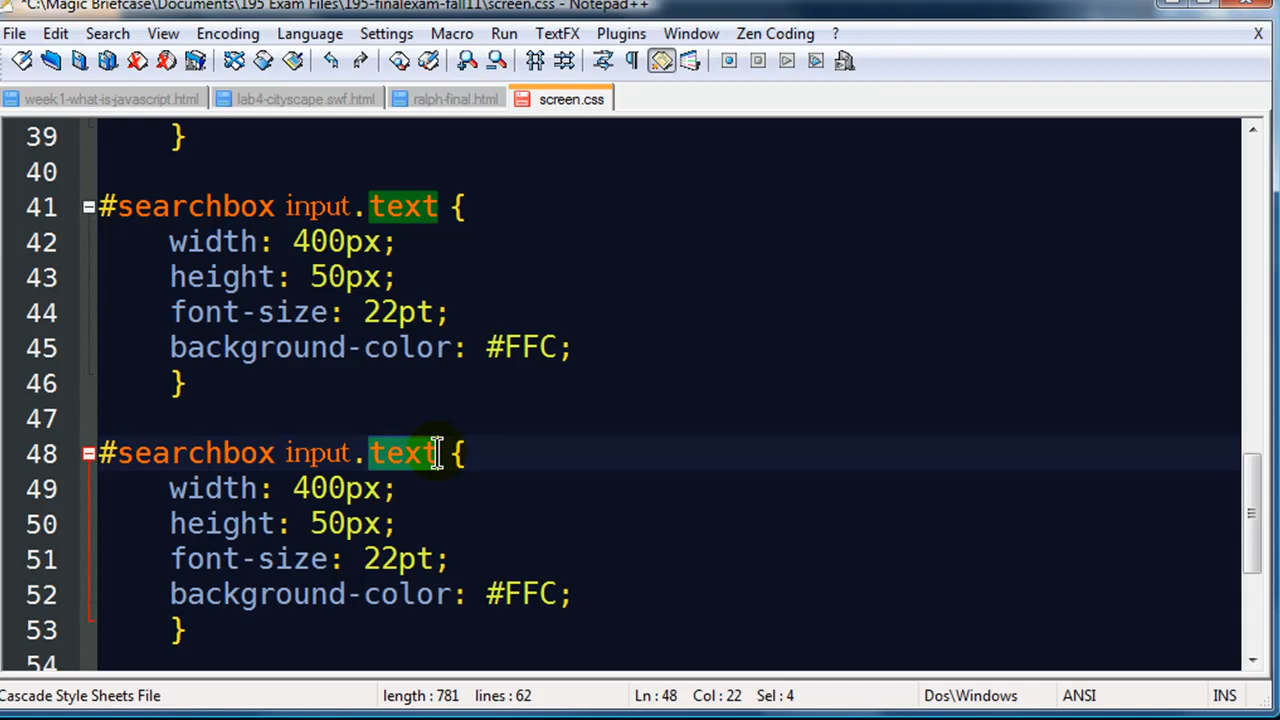 *C:\Magic Briefcase\Documents\195 Exam Files\195-finalexam-fall11\screen.css - Notepad++
File Edit Search View Encoding Language Settings Macro Run TextFX Plugins Window Zen Coding ? X
week1-what-is-javascript.html lab4-cityscape.swf.html ralph-final.html screen.css
39 }
40
41 #searchbox input.text {
42 width: 400px;
43 height: 50px;
44 font-size: 22pt;
45 background-color: #FFC;
46 }
47
48 #searchbox input.text {
49 width: 400px;
50 height: 50px;
51 font-size: 22pt;
52 background-color: #FFC;
53 }
54
Cascade Style Sheets File length : 781 lines : 62 Ln : 48 Col : 22 Sel : 4 Dos\Windows ANSI INS